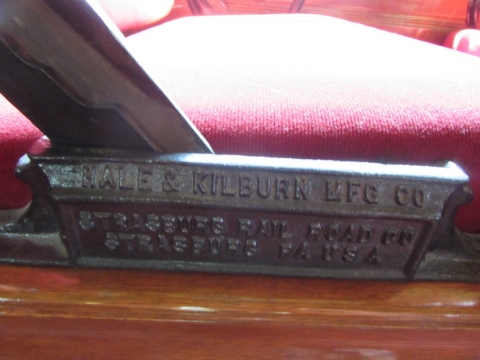 HALE & KILBURN MFG CO
STRASBURG RAIL ROAD CO
STRASBURG PA USA